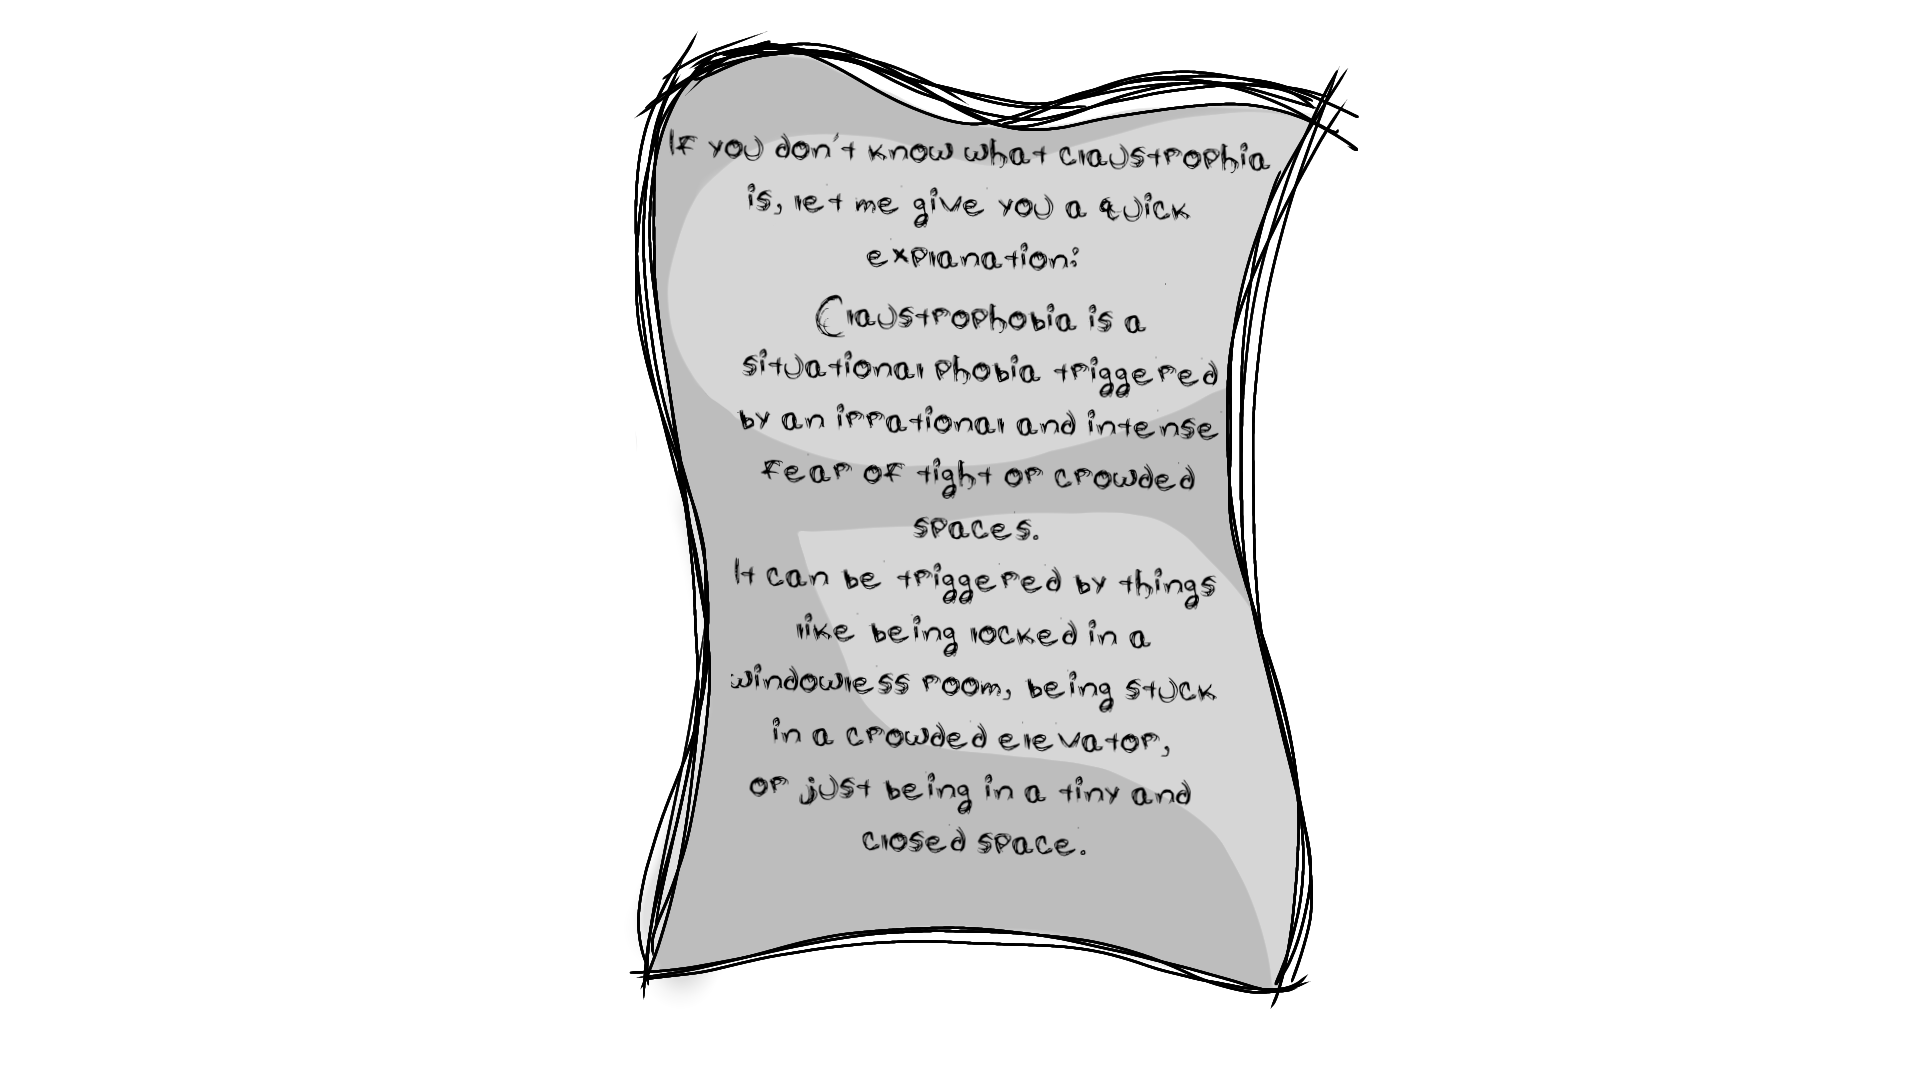 If you don't know what claustrophia
is, let me give you a quick
explanation:
Claustrophobia is a
situational phobia triggered
by an irrational and intense
fear of tight or crowded
spaces.
It can be triggered by things
like being locked in a
windowless room, being stuck
in a crowded elevator,
or just being in a tiny and
closed space.